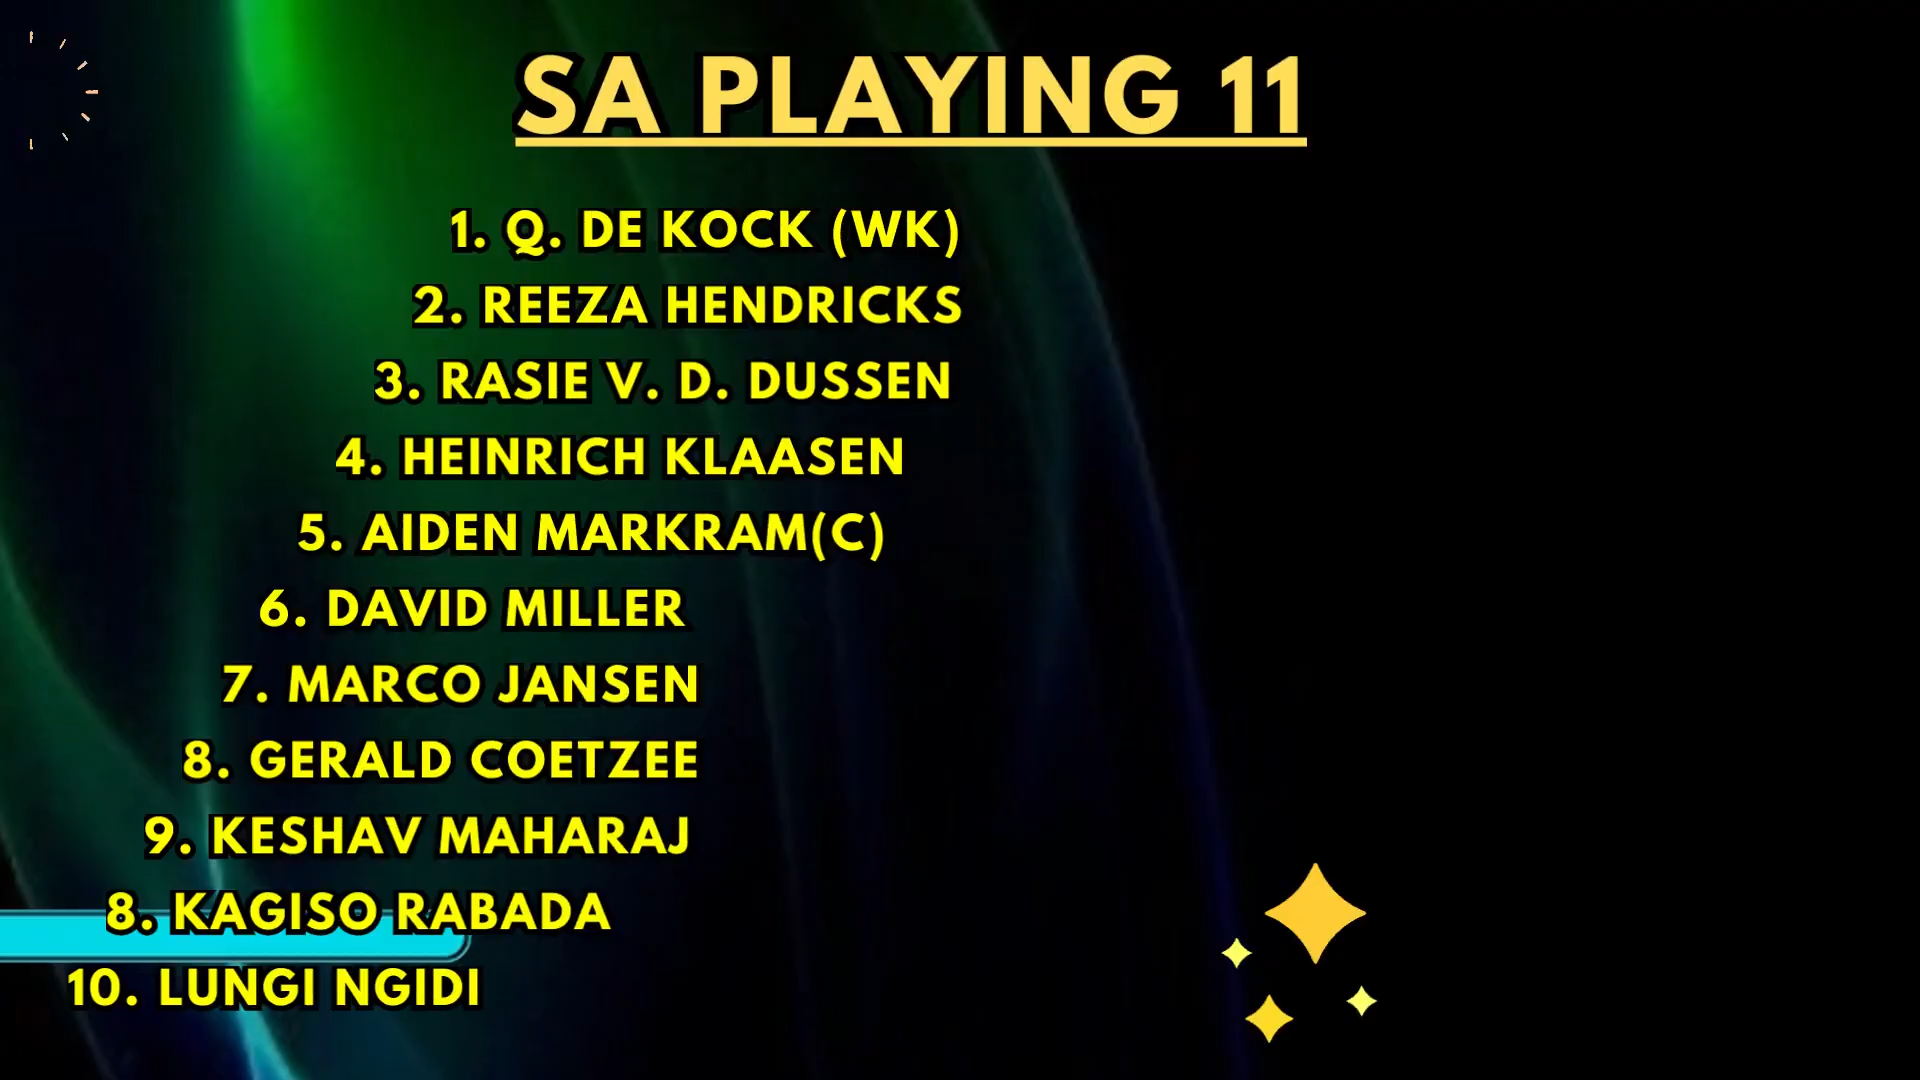 SA PLAYING 11
1. Q. DE KOCK (WK)
2. REEZA HENDRICKS
3. RASIE V. D. DUSSEN
4. HEINRICH KLAASEN
5. AIDEN MARKRAM(C)
6. DAVID MILLER
7. MARCO JANSEN
8. GERALD COETZEE
9. KESHAV MAHARAJ
8. KAGISO RABADA
10. LUNGI NGIDI